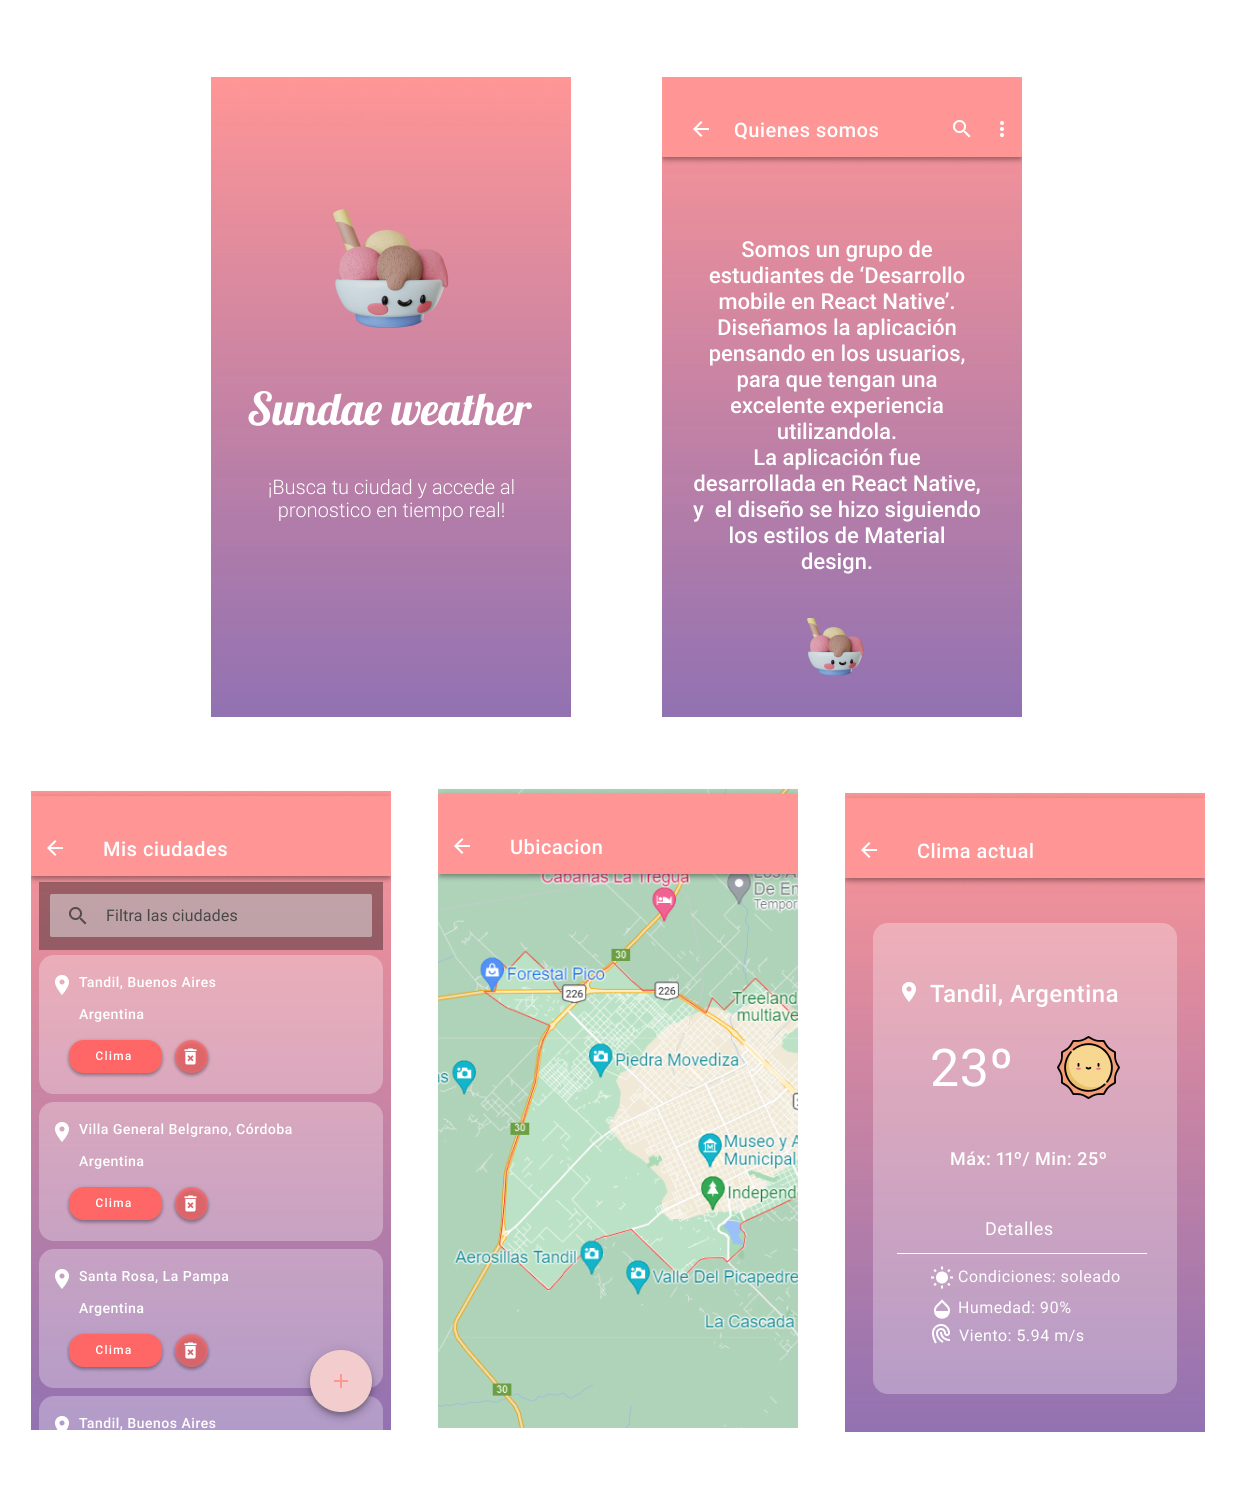 Sundae weather
¡Busca tu ciudad y accede al
pronostico en tiempo real!
Quienes somos
Somos un grupo de
estudiantes de ‘Desarrollo
mobile en React Native’.
Diseñamos la aplicación
pensando en los usuarios,
para que tengan una
excelente experiencia
utilizandola.
La aplicación fue
desarrollada en React Native,
y el diseño se hizo siguiendo
los estilos de Material
design.
Mis ciudades
Filtra las ciudades
Tandil, Buenos Aires
Argentina
Clima
Villa General Belgrano, Córdoba
Argentina
Clima
Santa Rosa, La Pampa
Argentina
Clima
+
Tandil, Buenos Aires
Ubicacion
Cabañas La Tregua
De En
Tempor
30
Forestal Pico
226
226
Treeland
multiave
Piedra Movediza
as
30
Museo y A
Municipal
Independ
Aerosillas Tandil
Valle Del Picapedre
La Cascada
30
Clima actual
Tandil, Argentina
23º
Máx: 11º/ Min: 25º
Detalles
Condiciones: soleado
Humedad: 90%
Viento: 5.94 m/s